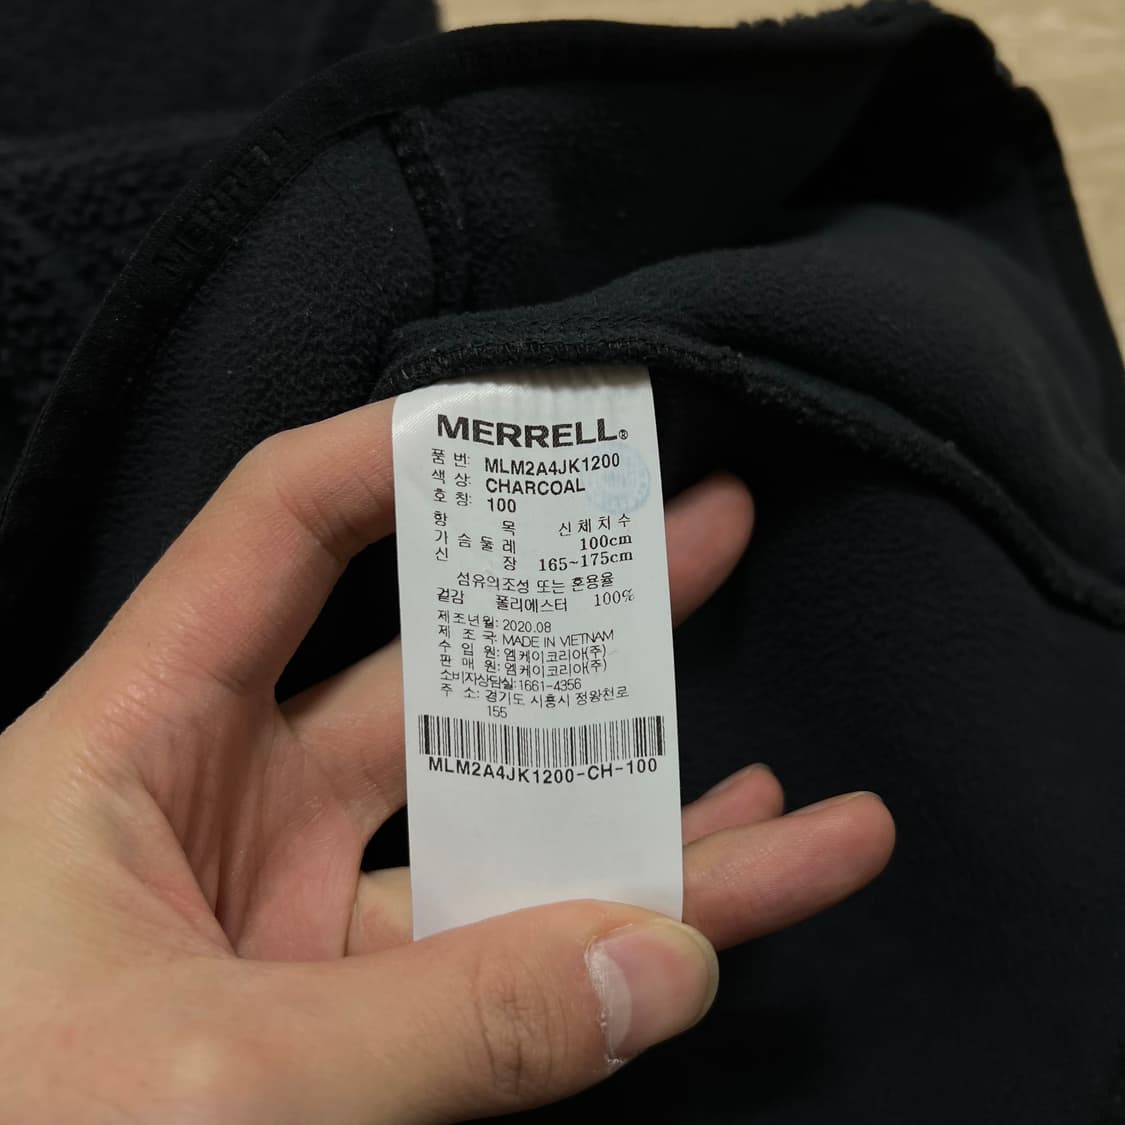 MERRELL
MERRELL®
품 번: MLM2A4JK1200
색 상: CHARCOAL
호 칭: 100
항 목 신체치수
가슴둘레 100cm
신 장 165~175cm
섬유의조성 또는 혼용율
겉감 폴리에스터 100%
제조년월: 2020.08
제 조 국: MADE IN VIETNAM
수 입 원: 엠케이코리아(주)
판 매 원: 엠케이코리아(주)
소비자상담실: 1661-4356
주 소: 경기도 시흥시 정왕천로
155
MLM2A4JK1200-CH-100